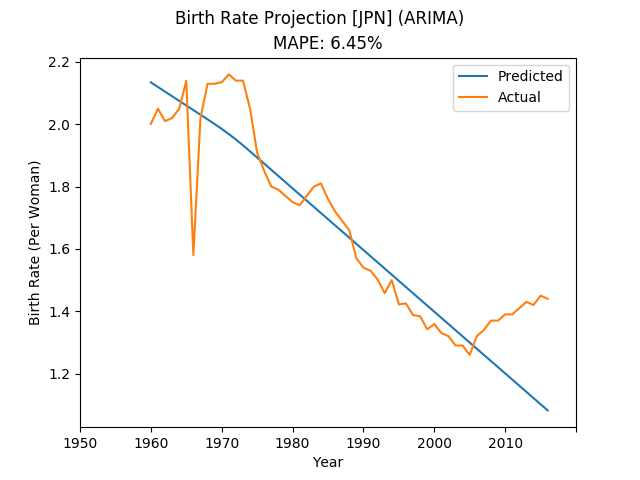 Birth Rate Projection [JPN] (ARIMA)
MAPE: 6.45%
Predicted
Actual
Birth Rate (Per Woman)
2.2
2.0
1.8
1.6
1.4
1.2
1950 1960 1970 1980 1990 2000 2010
Year